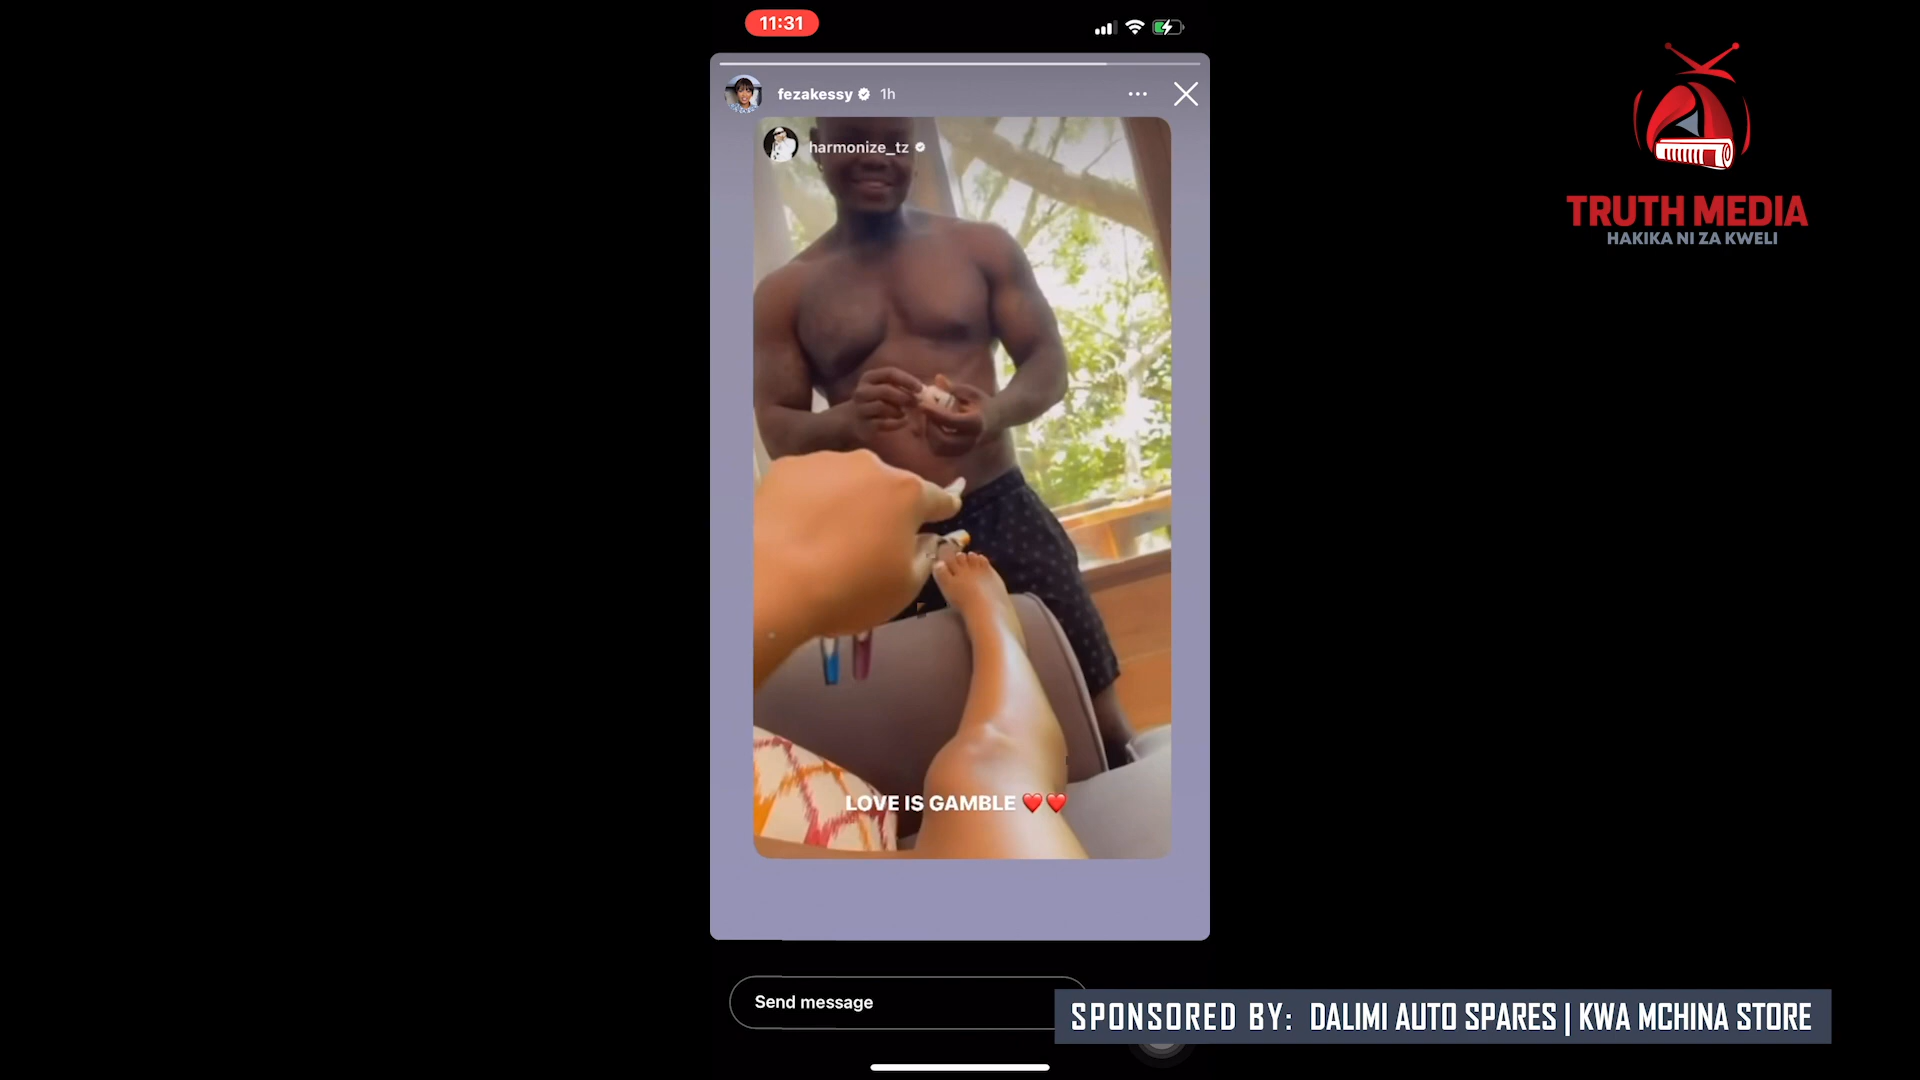 11:31
fezakessy 1h
harmonize_tz
LOVE IS GAMBLE ❤️❤️
Send message
TRUTH MEDIA
HAKIKA NI ZA KWELI
SPONSORED BY: DALIMI AUTO SPARES | KWA MCHINA STORE